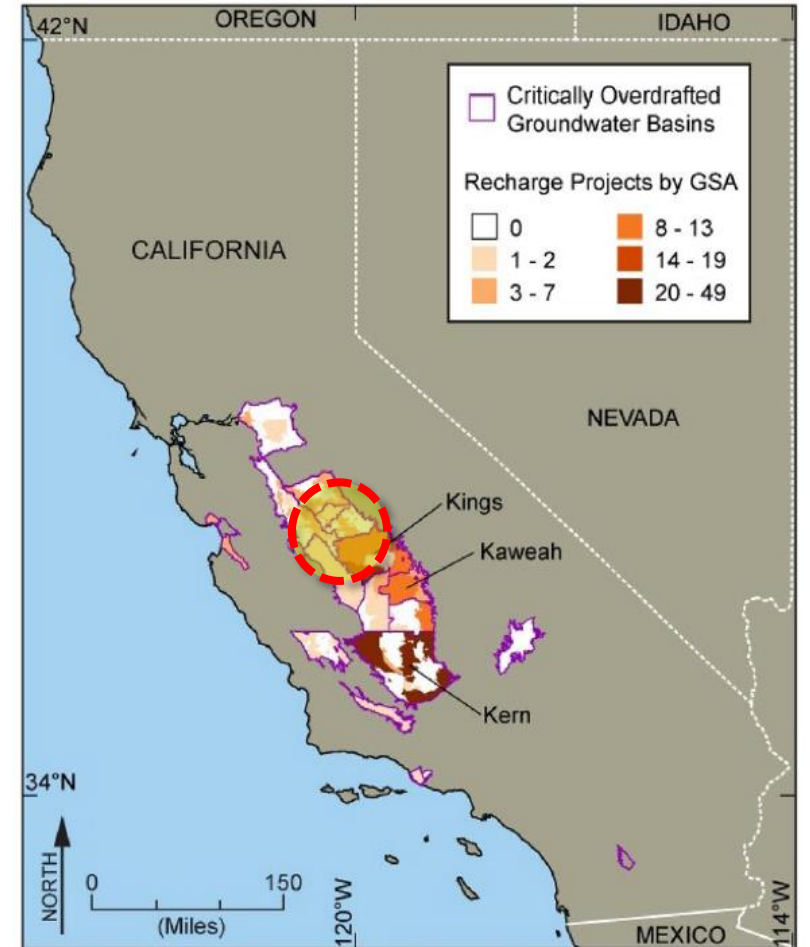 OREGON
IDAHO
42°N
Critically Overdrafted
Groundwater Basins
Recharge Projects by GSA
0
1 - 2
3 - 7
8 - 13
14 - 19
20 - 49
CALIFORNIA
NEVADA
Kings
Kaweah
Kern
34°N
NORTH
0 150
(Miles)
120°W
114°W
MEXICO